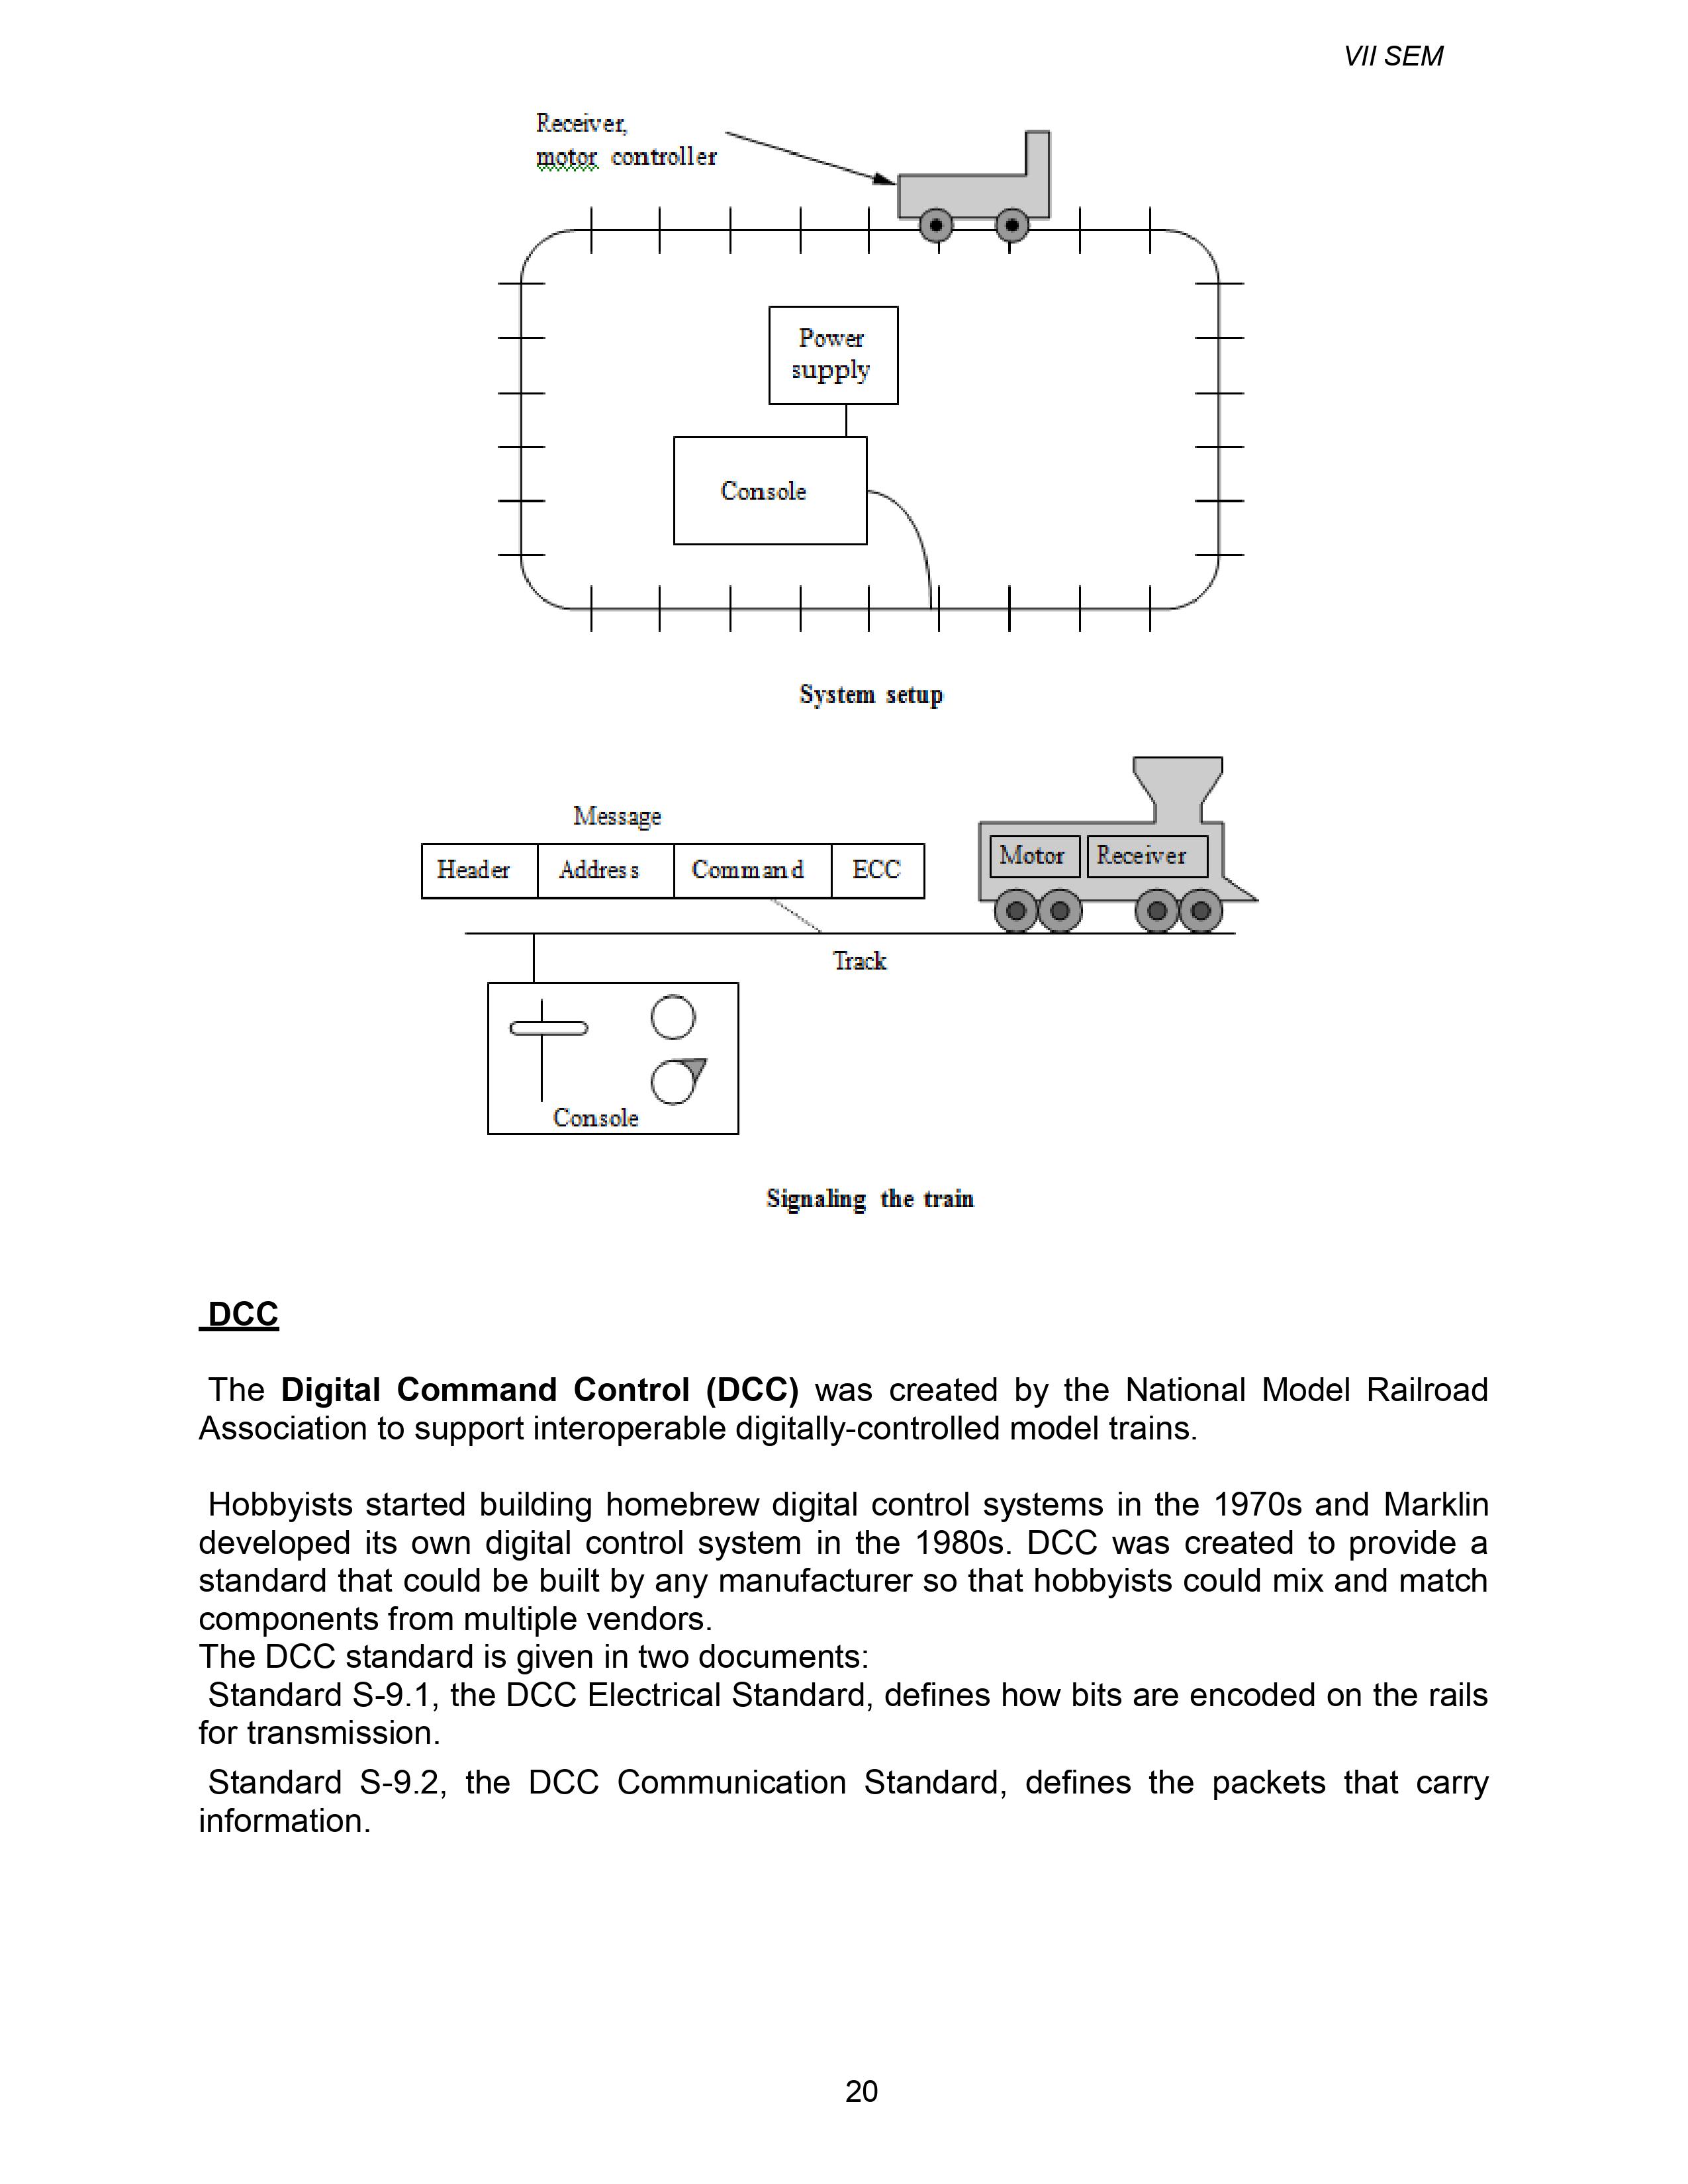 VII SEM
Receiver,
motor controller
Power
supply
Console
System setup
Message
Header Address Command ECC
Motor Receiver
Track
Console
Signaling the train
DCC
The Digital Command Control (DCC) was created by the National Model Railroad
Association to support interoperable digitally-controlled model trains.
Hobbyists started building homebrew digital control systems in the 1970s and Marklin
developed its own digital control system in the 1980s. DCC was created to provide a
standard that could be built by any manufacturer so that hobbyists could mix and match
components from multiple vendors.
The DCC standard is given in two documents:
Standard S-9.1, the DCC Electrical Standard, defines how bits are encoded on the rails
for transmission.
Standard S-9.2, the DCC Communication Standard, defines the packets that carry
information.
20